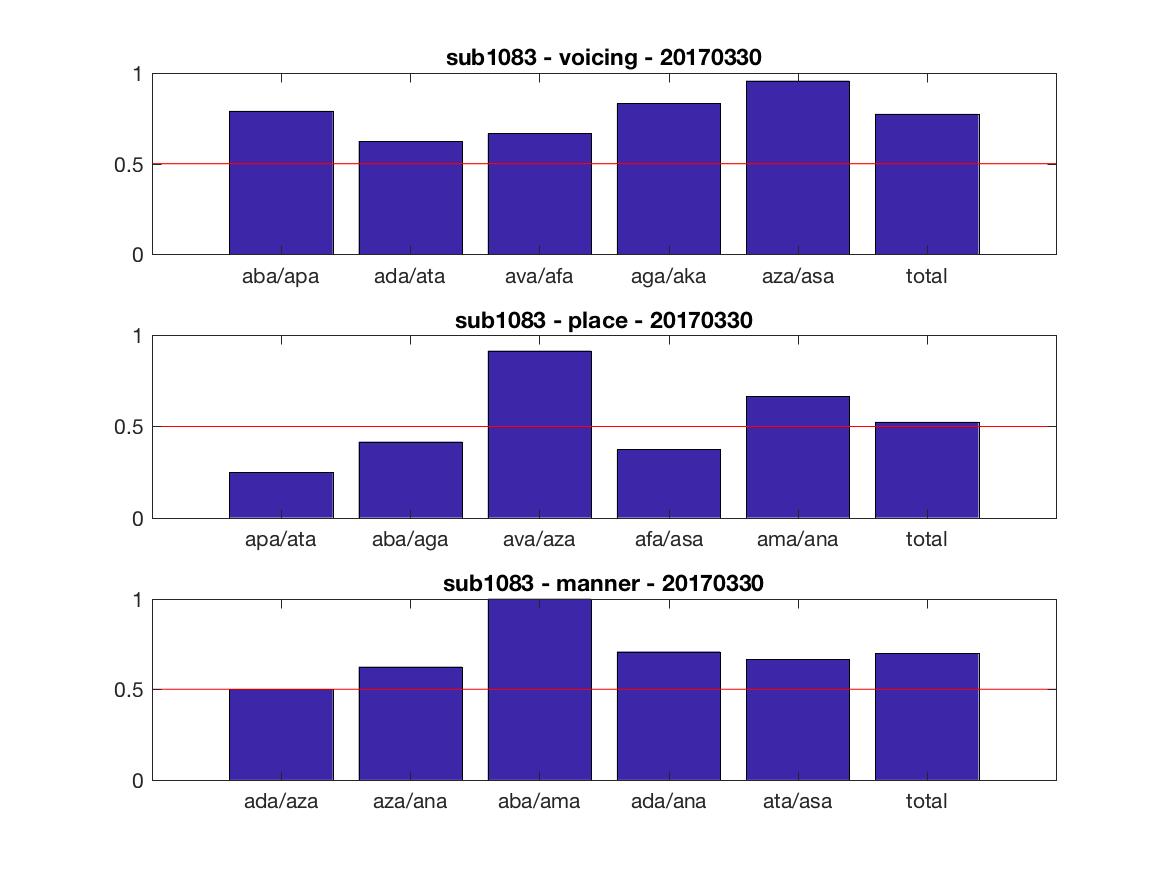 sub1083 - voicing - 20170330
1
0.5
0
aba/apa ada/ata ava/afa aga/aka aza/asa total
sub1083 - place - 20170330
1
0.5
0
apa/ata aba/aga ava/aza afa/asa ama/ana total
sub1083 - manner - 20170330
1
0.5
0
ada/aza aza/ana aba/ama ada/ana ata/asa total